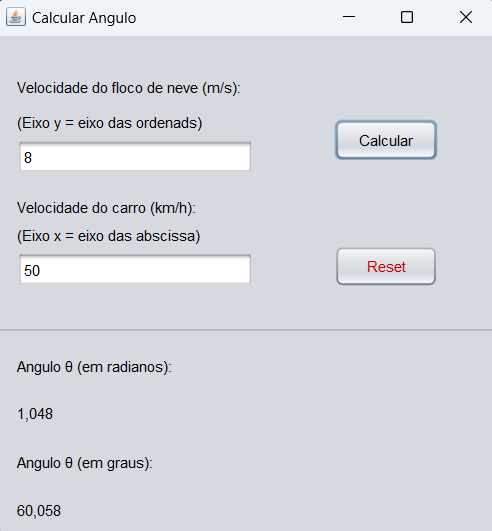 Calcular Angulo
Velocidade do floco de neve (m/s):
(Eixo y = eixo das ordenads)
8
Calcular
Velocidade do carro (km/h):
(Eixo x = eixo das abscissa)
50
Reset
Angulo θ (em radianos):
1,048
Angulo θ (em graus):
60,058